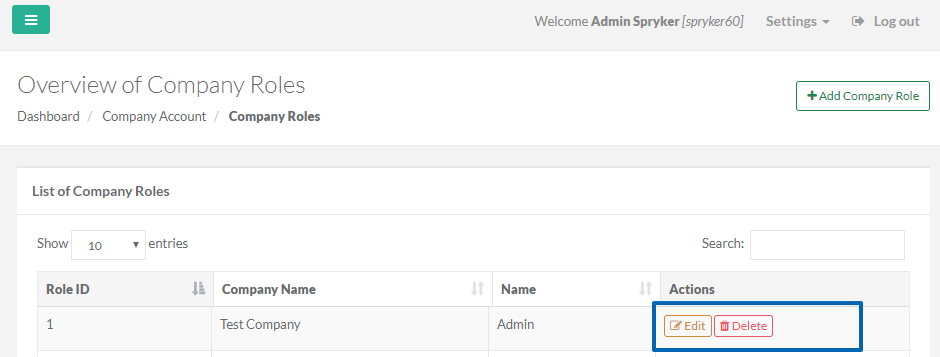 Welcome Admin Spryker [spryker60] Settings Log out
Overview of Company Roles
Add Company Role
Dashboard / Company Account / Company Roles
List of Company Roles
Show 10 entries Search:
Role ID Company Name Name Actions
1 Test Company Admin Edit Delete